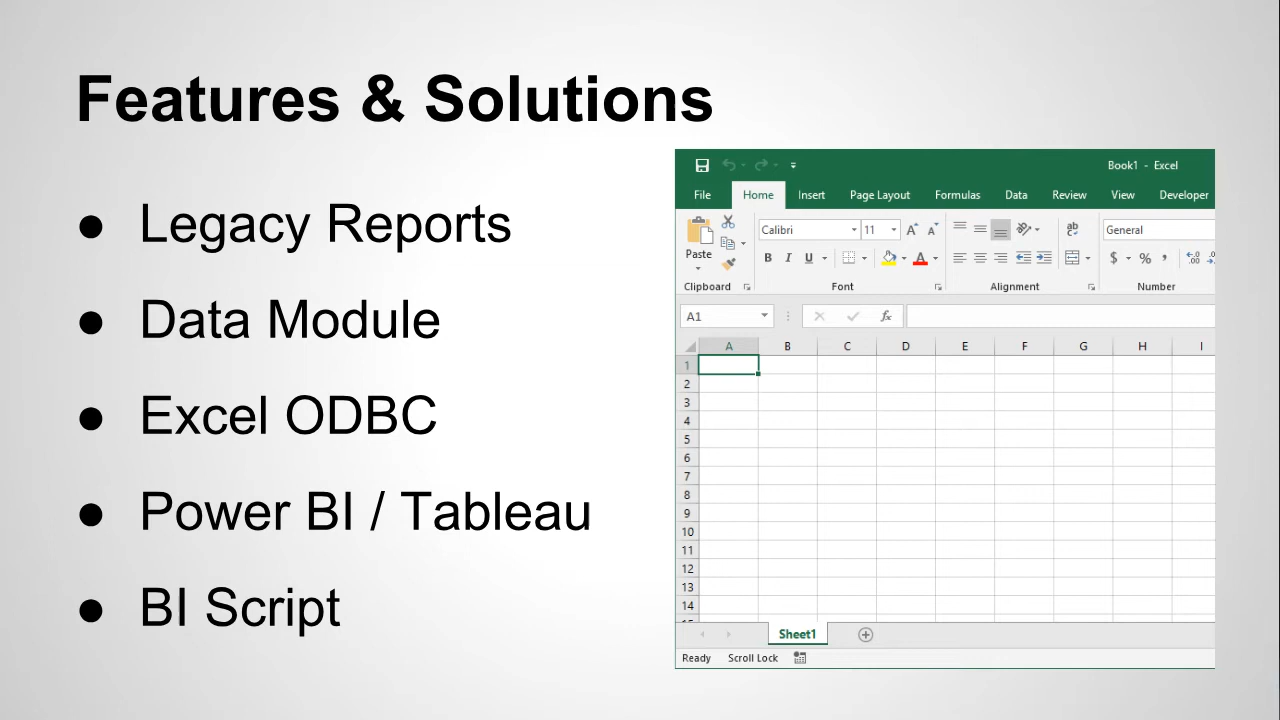 Features & Solutions
● Legacy Reports
● Data Module
● Excel ODBC
● Power BI / Tableau
● BI Script
Book1 - Excel
File Home Insert Page Layout Formulas Data Review View Developer
Calibri 11 A A ab General
Paste B I U A $ % , .00
Clipboard Font Alignment Number
A1 fx
A B C D E F G H I
1
2
3
4
5
6
7
8
9
10
11
12
13
14
Sheet1
Ready Scroll Lock